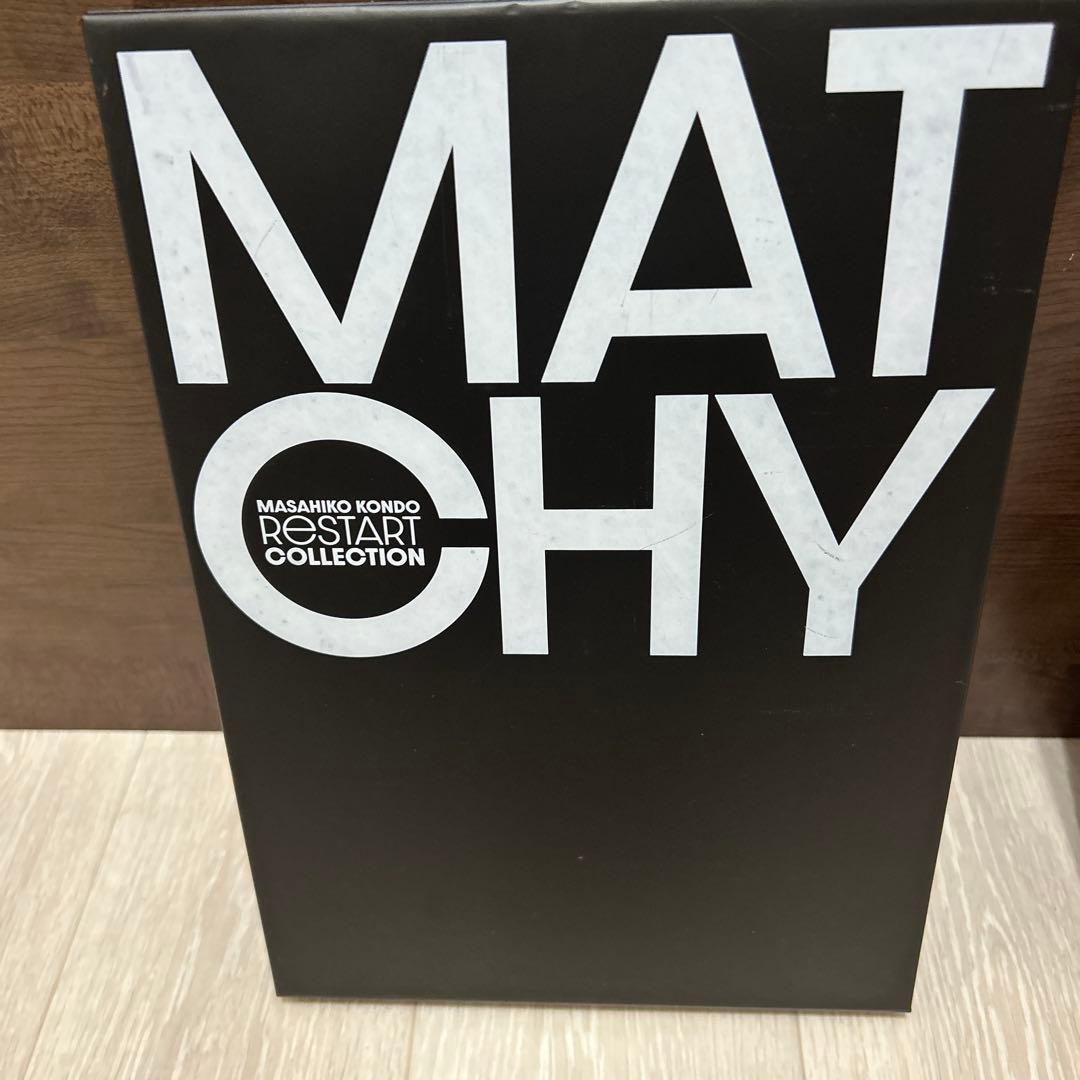 MAT
CHY
MASAHIKO KONDO
ReSTART
COLLECTION